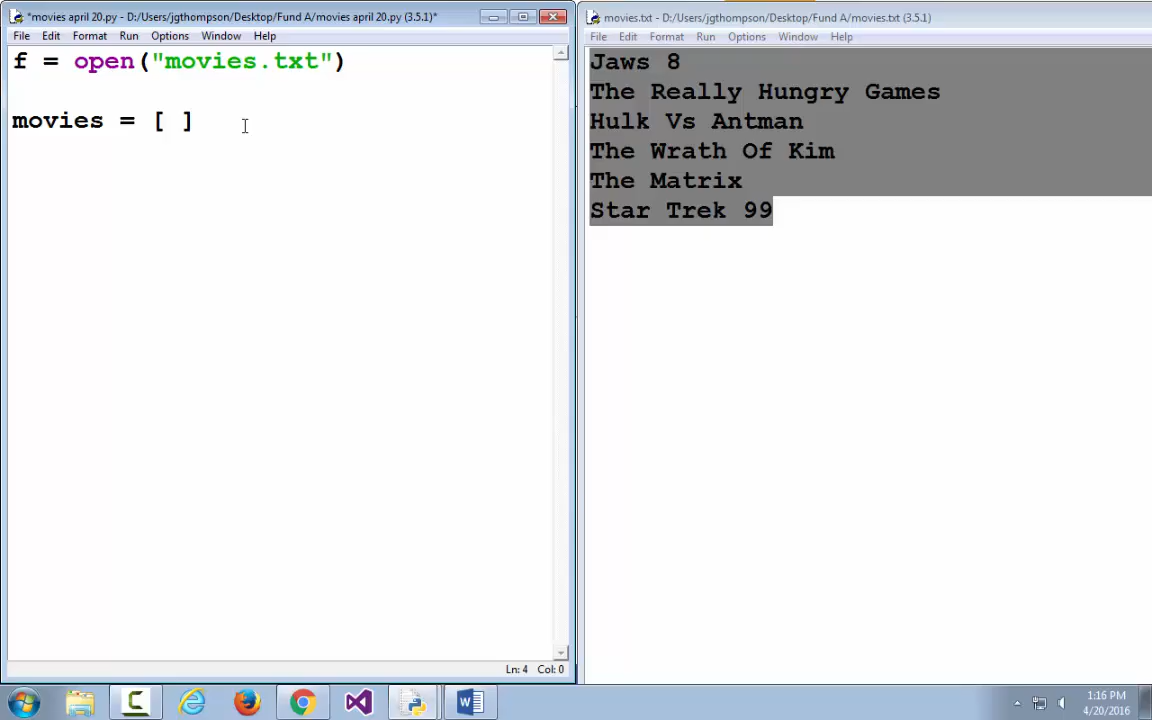 *movies april 20.py - D:/Users/jgthompson/Desktop/Fund A/movies april 20.py (3.5.1)*
File Edit Format Run Options Window Help
f = open("movies.txt")
movies = [ ]
Ln: 4 Col: 0
movies.txt - D:/Users/jgthompson/Desktop/Fund A/movies.txt (3.5.1)
File Edit Format Run Options Window Help
Jaws 8
The Really Hungry Games
Hulk Vs Antman
The Wrath Of Kim
The Matrix
Star Trek 99
1:16 PM
4/20/2016